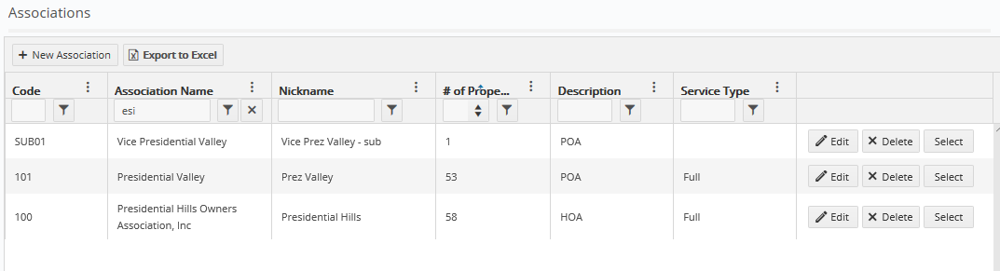 Associations
+ New Association Export to Excel
Code Association Name Nickname # of Prope... Description Service Type
esi
SUB01 Vice Presidential Valley Vice Prez Valley - sub 1 POA Edit Delete Select
101 Presidential Valley Prez Valley 53 POA Full Edit Delete Select
100 Presidential Hills Owners Association, Inc Presidential Hills 58 HOA Full Edit Delete Select